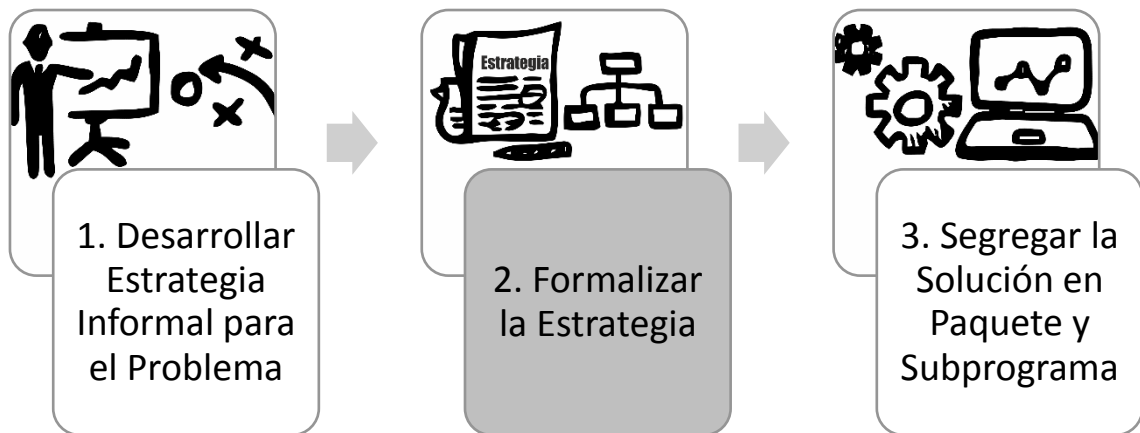 Estrategia
1. Desarrollar
Estrategia
Informal para
el Problema
2. Formalizar
la Estrategia
3. Segregar la
Solución en
Paquete y
Subprograma